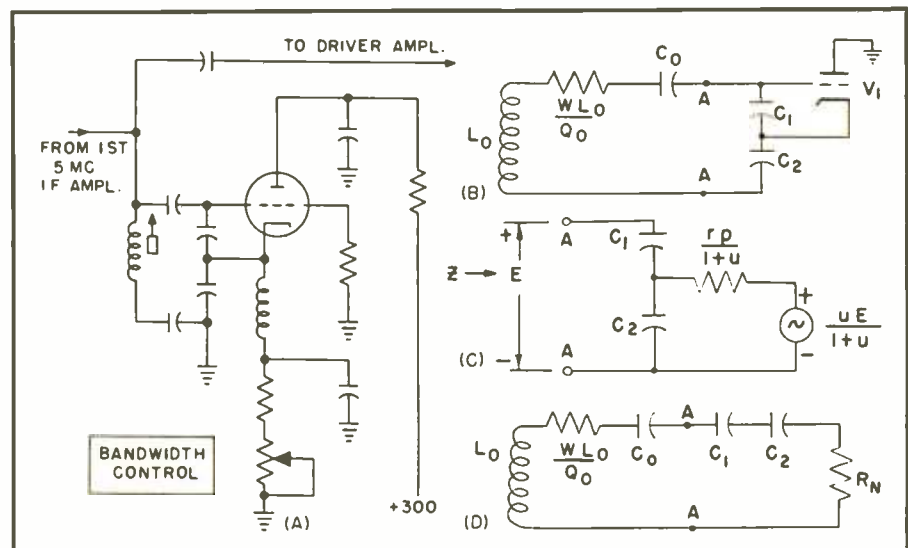 TO DRIVER AMPL.
FROM 1ST
5 MC
IF AMPL.
BANDWIDTH
CONTROL
+300
(A)
L₀
WL₀
Q₀
C₀
A
V₁
C₁
C₂
A
(B)
+
A
C₁
rp
1+u
Z → E
+
C₂
uE
1+u
-
(C)
-
A
L₀
WL₀
Q₀
C₀
A
C₁
C₂
R_N
(D)
A